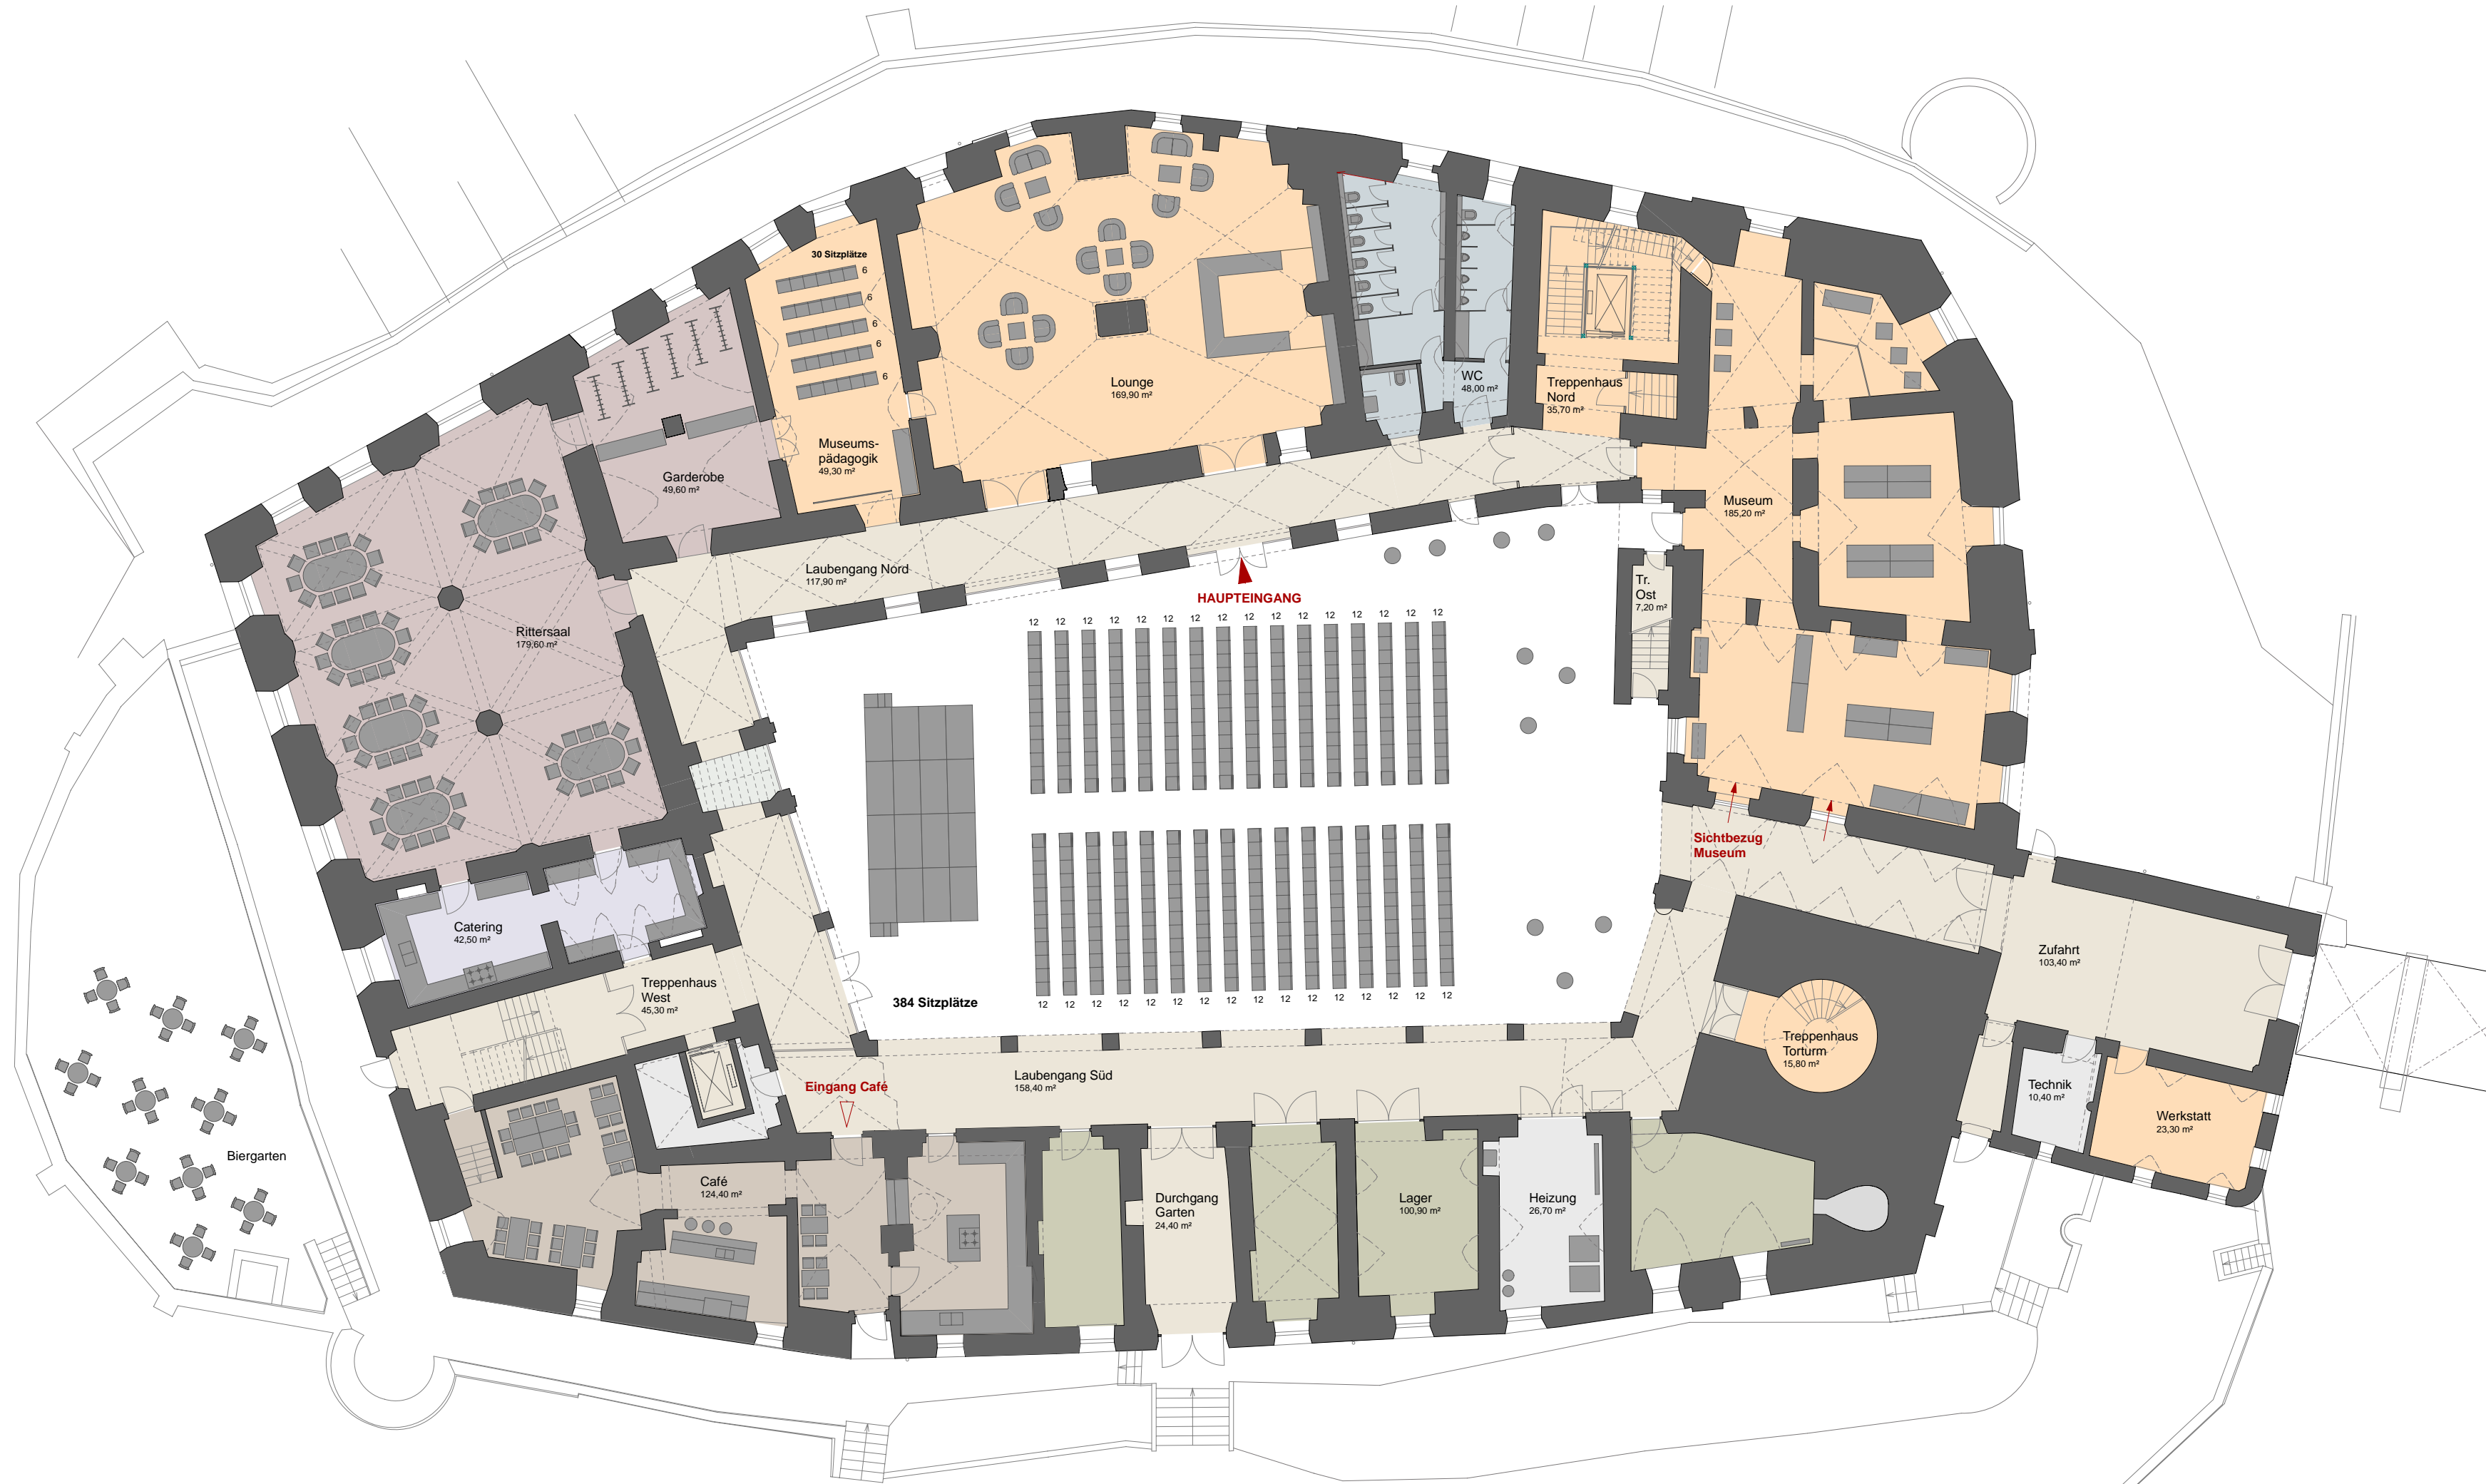 30 Sitzplätze
6
6
6
6
6
Lounge
169,90 m²
WC
48,00 m²
Treppenhaus
Nord
35,70 m²
Museums-
pädagogik
49,30 m²
Garderobe
49,60 m²
Museum
185,20 m²
Laubengang Nord
117,90 m²
HAUPTEINGANG
Tr.
Ost
7,20 m²
Rittersaal
179,60 m²
12 12 12 12 12 12 12 12 12 12 12 12 12 12 12 12
Sichtbezug
Museum
Catering
42,50 m²
Zufahrt
103,40 m²
Treppenhaus
West
45,30 m²
384 Sitzplätze
12 12 12 12 12 12 12 12 12 12 12 12 12 12 12 12
Treppenhaus
Torturm
15,80 m²
Laubengang Süd
158,40 m²
Eingang Café
Technik
10,40 m²
Werkstatt
23,30 m²
Biergarten
Café
124,40 m²
Durchgang
Garten
24,40 m²
Lager
100,90 m²
Heizung
26,70 m²